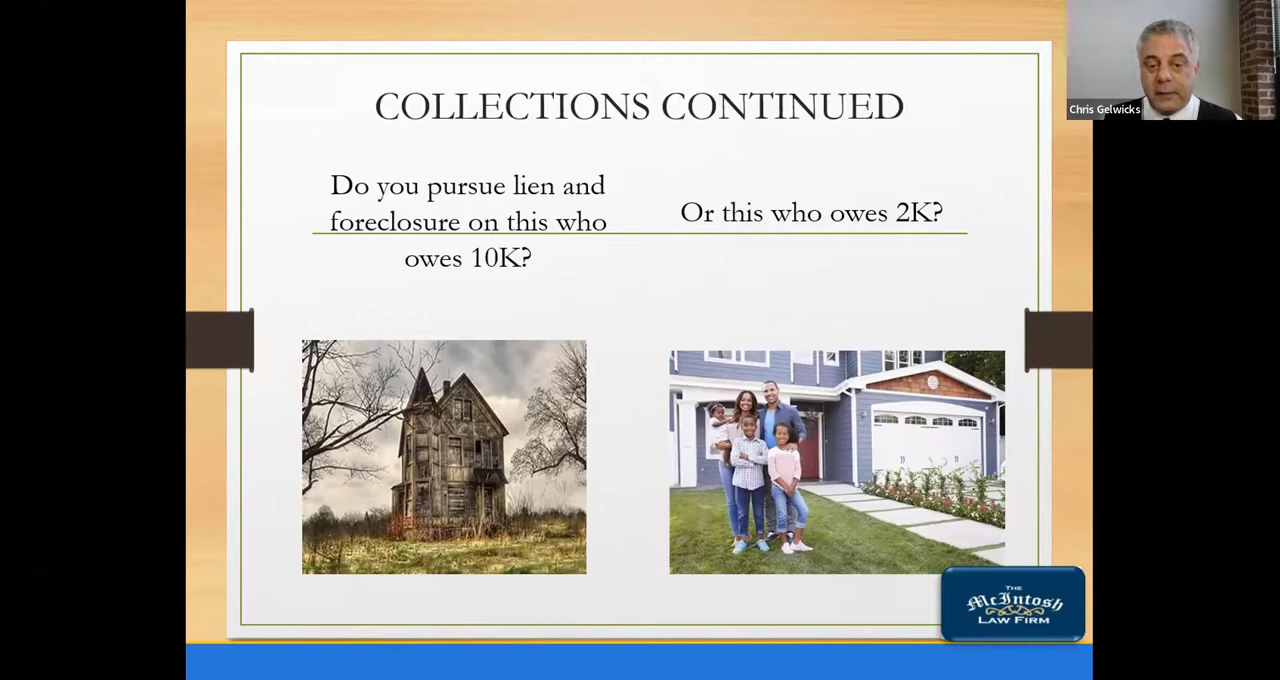 COLLECTIONS CONTINUED
Do you pursue lien and
foreclosure on this who
owes 10K?
Or this who owes 2K?
Chris Gelwicks
THE
McIntosh
LAW FIRM